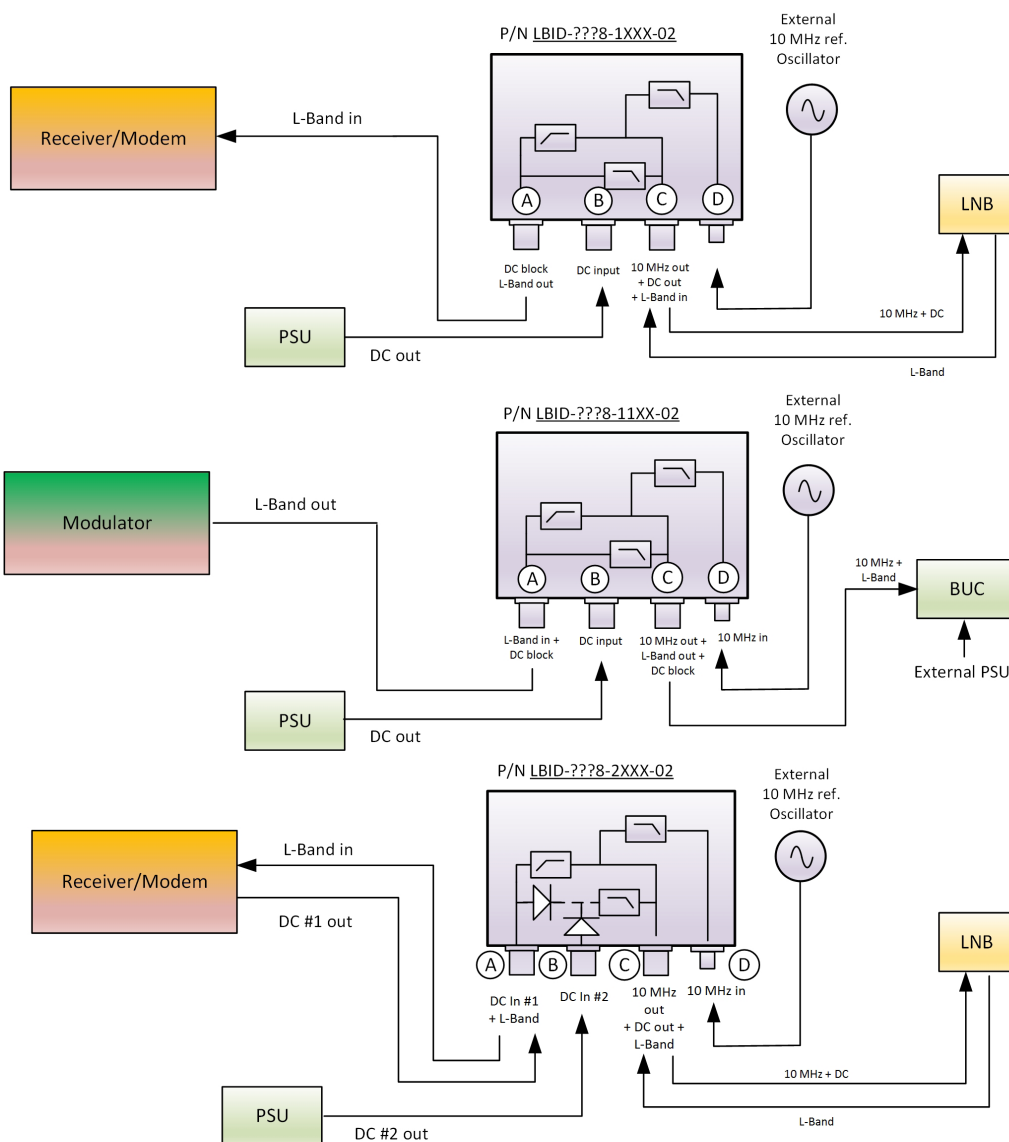 P/N LBID-???8-1XXX-02
External
10 MHz ref.
Oscillator
Receiver/Modem
L-Band in
A
B
C
D
LNB
DC block
L-Band out
DC input
10 MHz out
+ DC out
+ L-Band in
PSU
DC out
10 MHz + DC
L-Band
P/N LBID-???8-11XX-02
External
10 MHz ref.
Oscillator
Modulator
L-Band out
A
B
C
D
10 MHz +
L-Band
BUC
L-Band in +
DC block
DC input
10 MHz out +
L-Band out +
DC block
10 MHz in
External PSU
PSU
DC out
P/N LBID-???8-2XXX-02
External
10 MHz ref.
Oscillator
Receiver/Modem
L-Band in
DC #1 out
A
B
C
D
LNB
DC In #1
+ L-Band
DC In #2
10 MHz
out
+ DC out +
L-Band
10 MHz in
10 MHz + DC
L-Band
PSU
DC #2 out